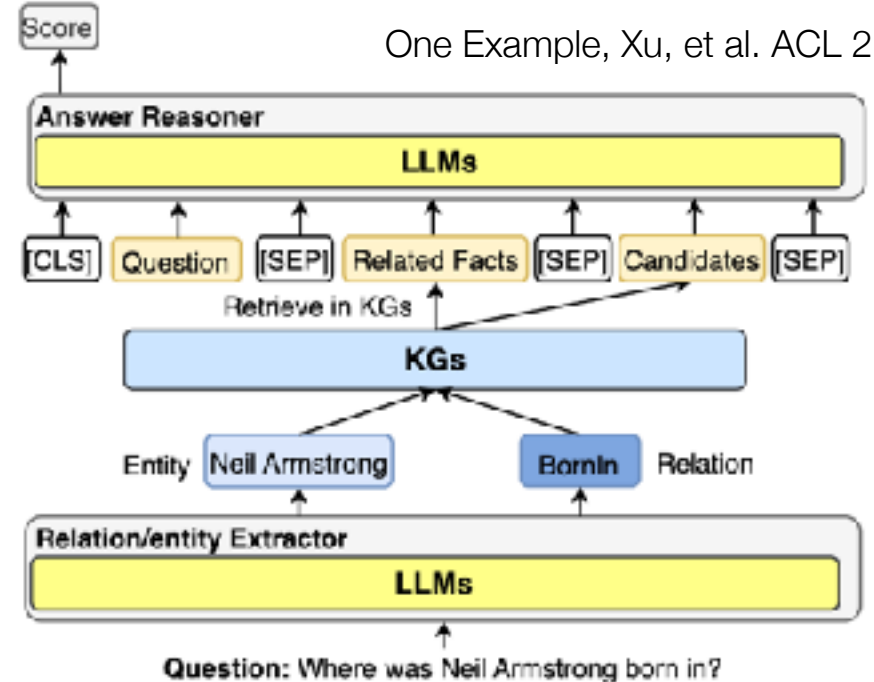 Score
One Example, Xu, et al. ACL 2
Answer Reasoner
LLMs
[CLS] Question [SEP] Related Facts [SEP] Candidates [SEP]
Retrieve in KGs
KGs
Entity Neil Armstrong BornIn Relation
Relation/entity Extractor
LLMs
Question: Where was Neil Armstrong born in?